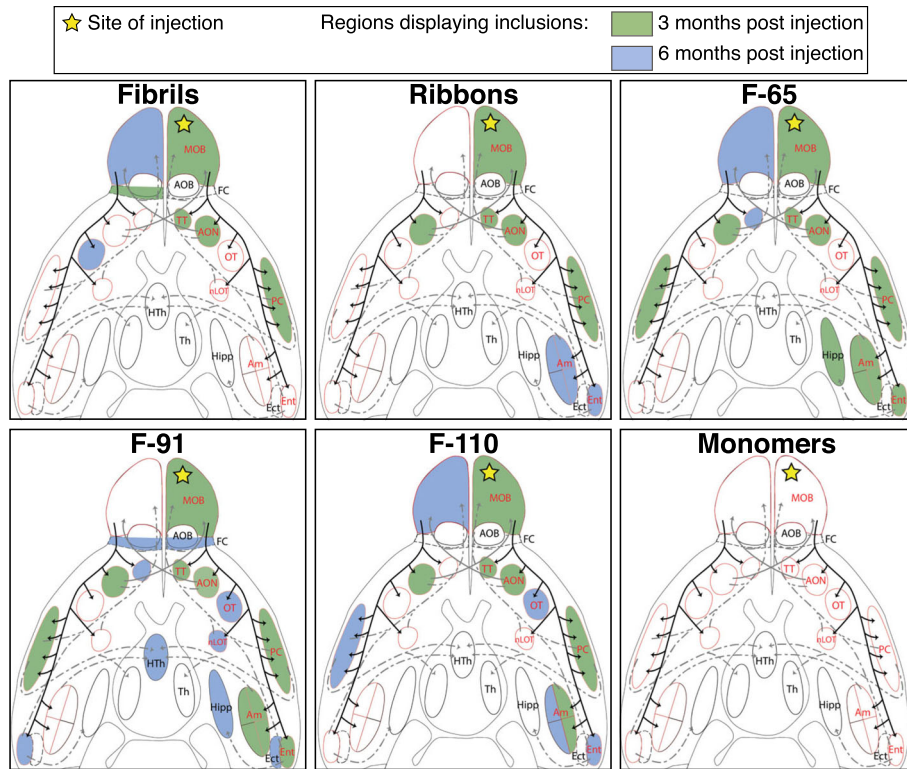 Site of injection
Regions displaying inclusions:
3 months post injection
6 months post injection
Fibrils
MOB
AOB
FC
TT
AON
OT
nLOT
PC
HTh
Th
Hipp
Am
Ect
Ent
Ribbons
MOB
AOB
FC
TT
AON
OT
nLOT
PC
HTh
Th
Hipp
Am
Ect
Ent
F-65
MOB
AOB
FC
TT
AON
OT
nLOT
PC
HTh
Th
Hipp
Am
Ect
Ent
F-91
MOB
AOB
FC
TT
AON
OT
nLOT
PC
HTh
Th
Hipp
Am
Ect
Ent
F-110
MOB
AOB
FC
TT
AON
OT
nLOT
PC
HTh
Th
Hipp
Am
Ect
Ent
Monomers
MOB
AOB
FC
TT
AON
OT
nLOT
PC
HTh
Th
Hipp
Am
Ect
Ent